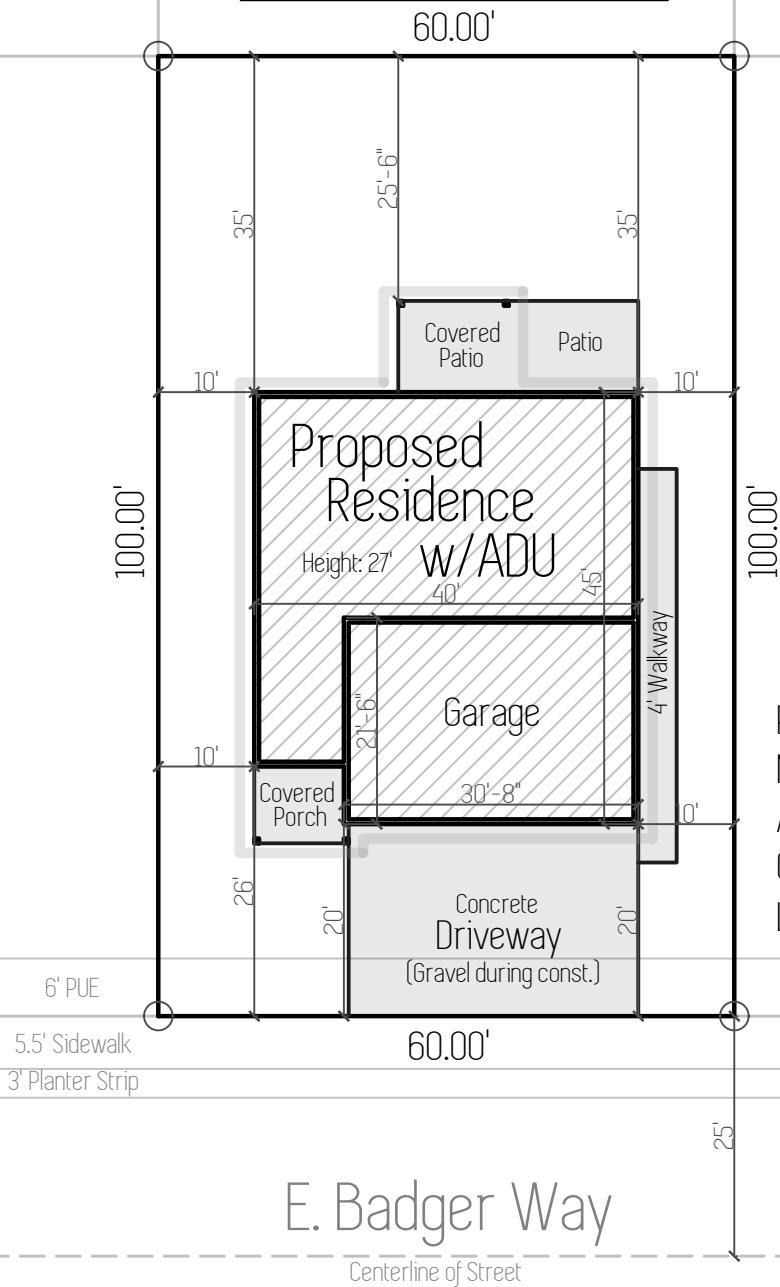 60.00'
25'-6"
35'
35'
Covered
Patio
Patio
10'
10'
Proposed
Residence
w/ADU
Height: 27'
100.00'
100.00'
40'
45'
4' Walkway
Garage
21'-6"
30'-8"
10'
Covered
Porch
10'
26'
20'
20'
Concrete
Driveway
(Gravel during const.)
6' PUE
60.00'
5.5' Sidewalk
3' Planter Strip
25'
E. Badger Way
Centerline of Street